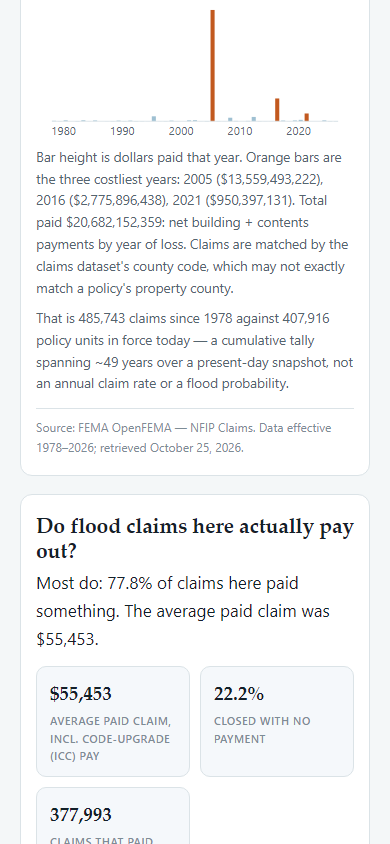 1980 1990 2000 2010 2020
Bar height is dollars paid that year. Orange bars are
the three costliest years: 2005 ($13,559,493,222),
2016 ($2,775,896,438), 2021 ($950,397,131). Total
paid $20,682,152,359: net building + contents
payments by year of loss. Claims are matched by the
claims dataset's county code, which may not exactly
match a policy's property county.
That is 485,743 claims since 1978 against 407,916
policy units in force today — a cumulative tally
spanning ~49 years over a present-day snapshot, not
an annual claim rate or a flood probability.
Source: FEMA OpenFEMA — NFIP Claims. Data effective
1978–2026; retrieved October 25, 2026.
Do flood claims here actually pay
out?
Most do: 77.8% of claims here paid
something. The average paid claim was
$55,453.
$55,453
AVERAGE PAID CLAIM,
INCL. CODE-UPGRADE
(ICC) PAY
22.2%
CLOSED WITH NO
PAYMENT
377,993
CLAIMS THAT PAID